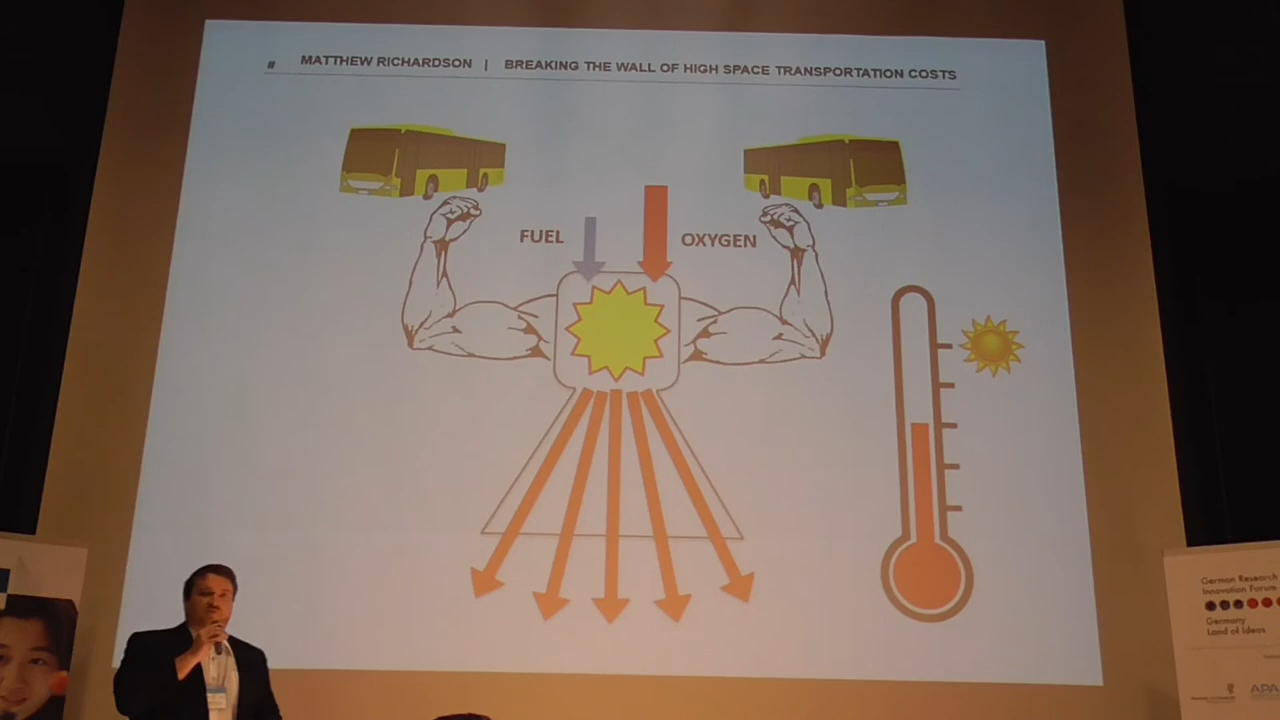 # MATTHEW RICHARDSON | BREAKING THE WALL OF HIGH SPACE TRANSPORTATION COSTS
FUEL
OXYGEN
German Research
Innovation Forum
Germany
Land of Ideas
APA